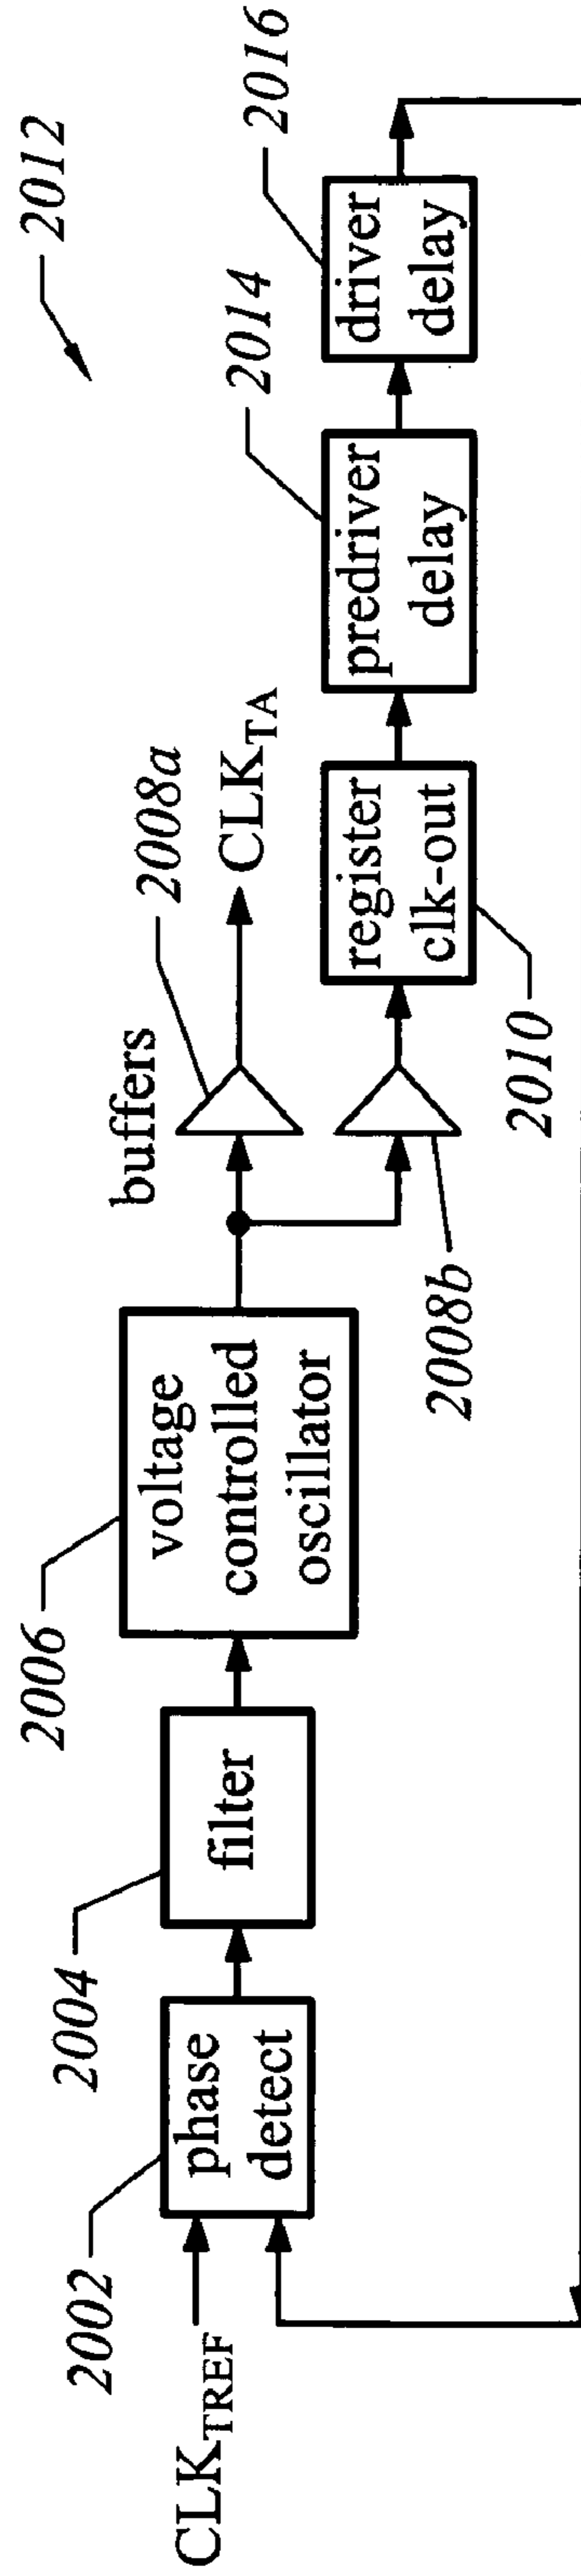 2012
CLK_TREF
2002
phase
detect
2004
filter
2006
voltage
controlled
oscillator
buffers
2008a
CLK_TA
2008b
register
clk-out
2010
predriver
delay
2014
driver
delay
2016